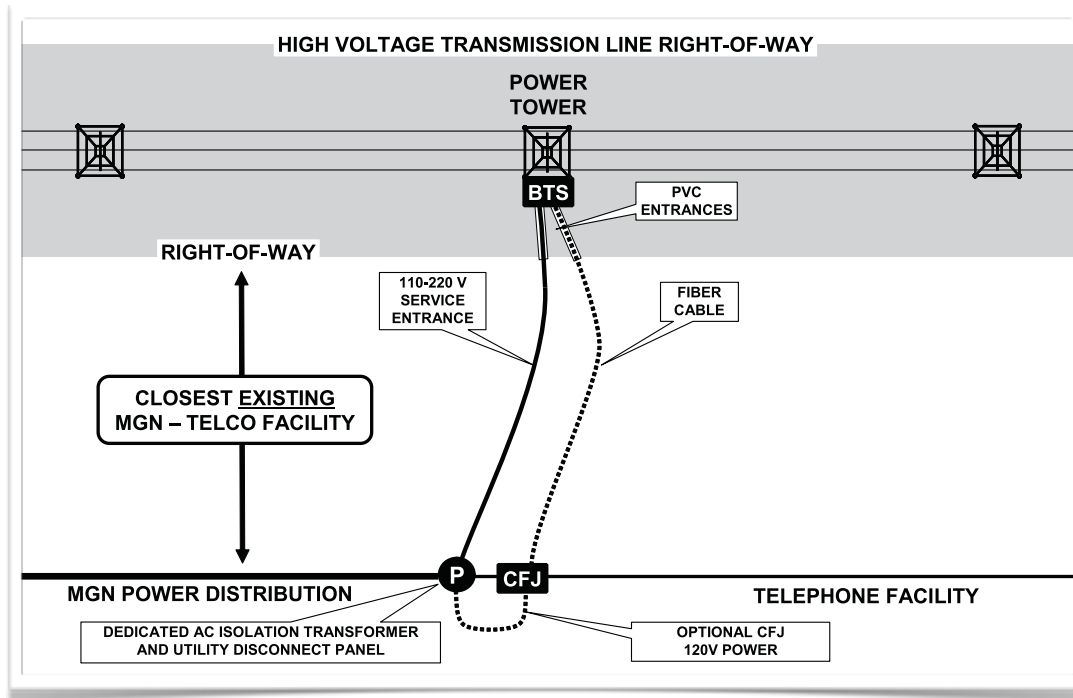 HIGH VOLTAGE TRANSMISSION LINE RIGHT-OF-WAY
POWER
TOWER
BTS
PVC
ENTRANCES
RIGHT-OF-WAY
110-220 V
SERVICE
ENTRANCE
FIBER
CABLE
CLOSEST EXISTING
MGN – TELCO FACILITY
P
CFJ
MGN POWER DISTRIBUTION
TELEPHONE FACILITY
DEDICATED AC ISOLATION TRANSFORMER
AND UTILITY DISCONNECT PANEL
OPTIONAL CFJ
120V POWER